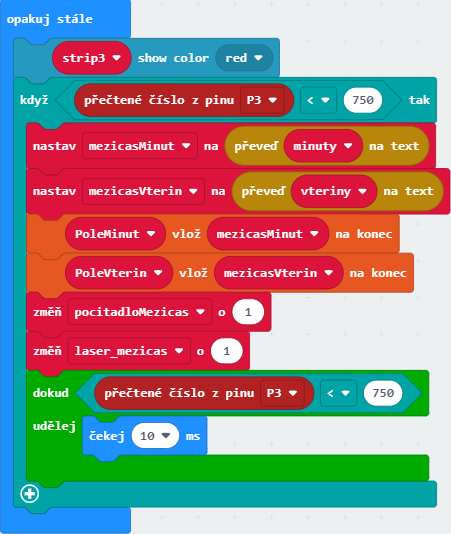 opakuj stále
strip3 show color red
když přečtené číslo z pinu P3 < 750 tak
nastav mezicasMinut na převeď minuty na text
nastav mezicasVterin na převeď vteriny na text
PoleMinut vlož mezicasMinut na konec
PoleVterin vlož mezicasVterin na konec
změň pocitadloMezicas o 1
změň laser_mezicas o 1
dokud přečtené číslo z pinu P3 < 750
udělej čekej 10 ms